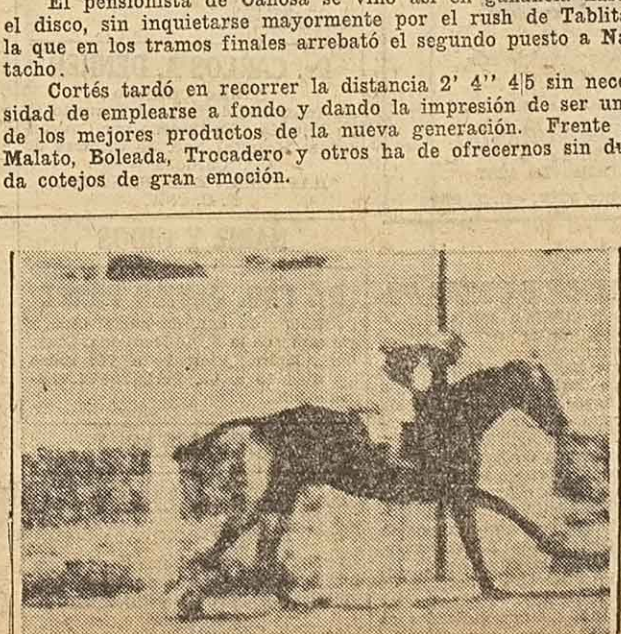 El pensionista de Canosa se vino así en ganancia
el disco, sin inquietarse mayormente por el rush de Tablita
la que en los tramos finales arrebató el segundo puesto a Na
tacho.
Cortés tardó en recorrer la distancia 2' 4'' 4|5 sin nece
sidad de emplearse a fondo y dando la impresión de ser un
de los mejores productos de la nueva generación. Frente
Malato, Boleada, Trocadero y otros ha de ofrecernos sin du
da cotejos de gran emoción.